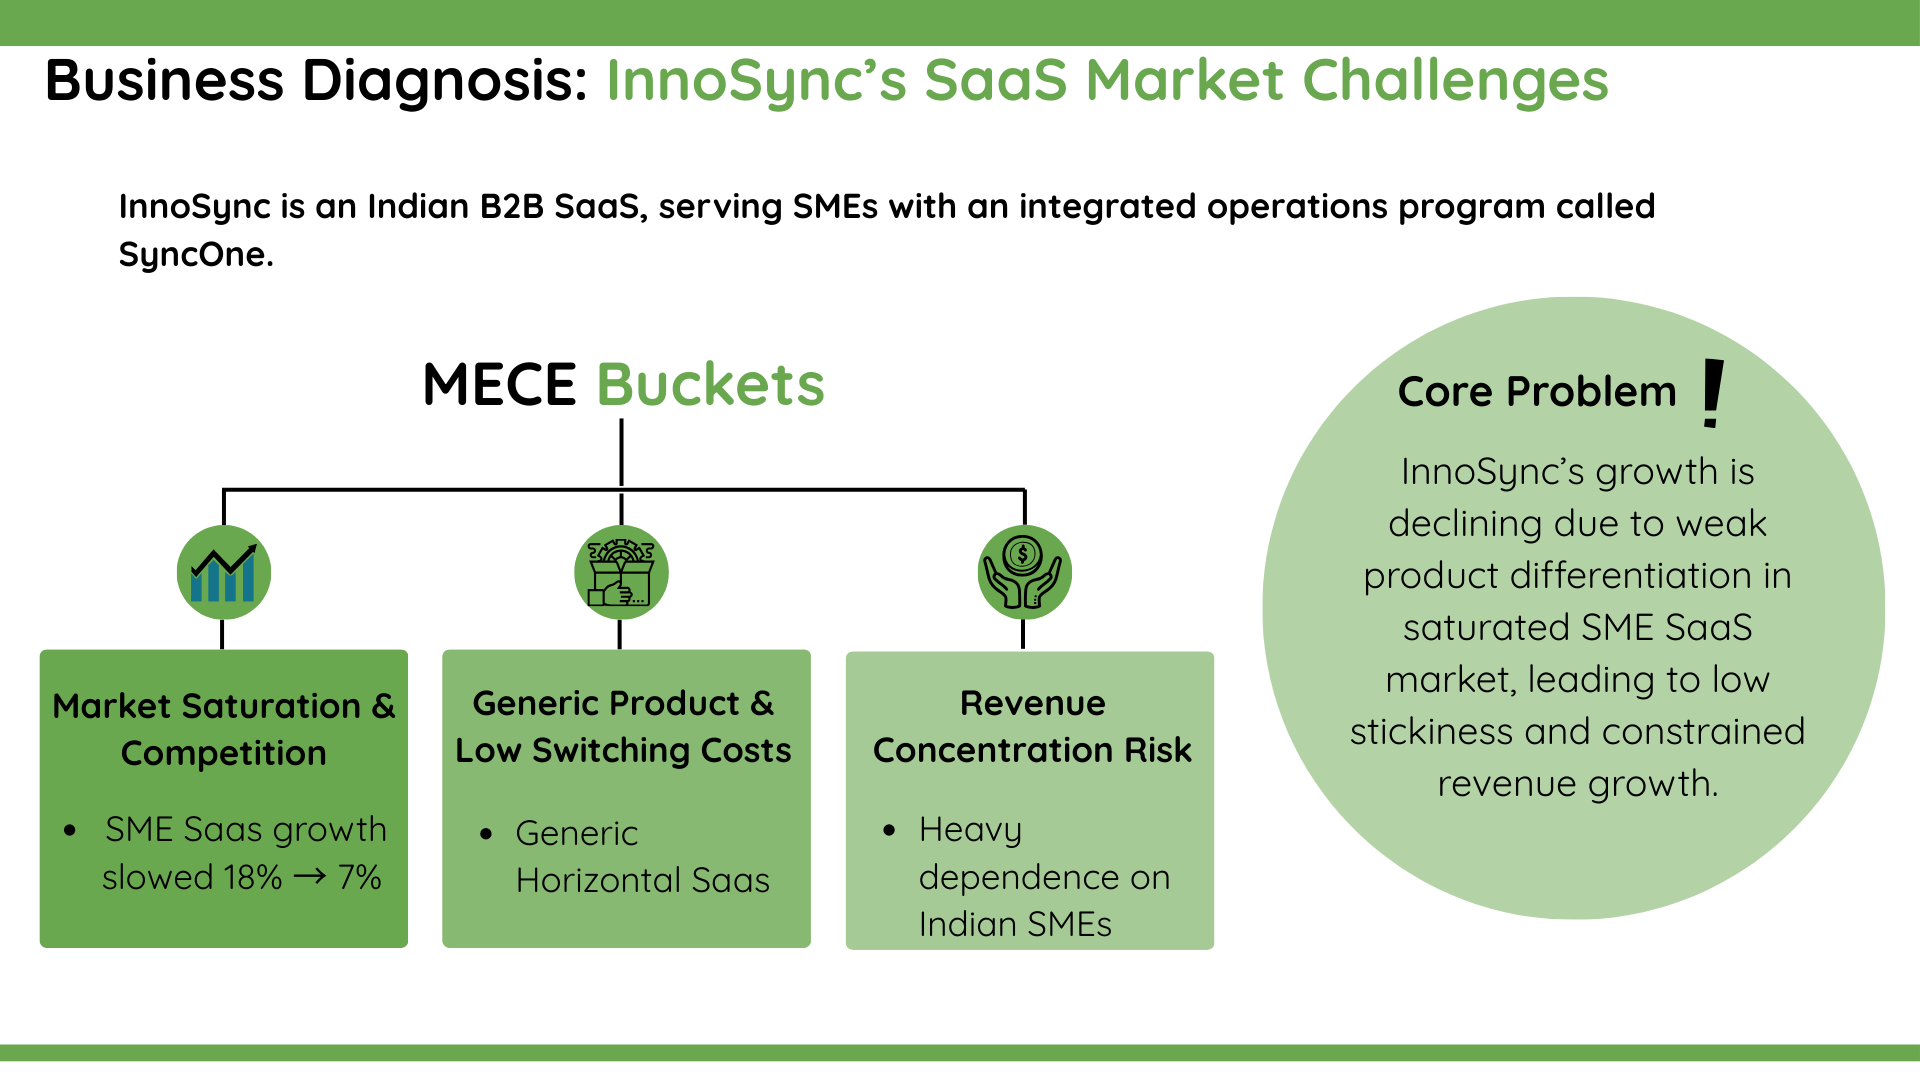 Business Diagnosis: InnoSync’s SaaS Market Challenges
InnoSync is an Indian B2B SaaS, serving SMEs with an integrated operations program called
SyncOne.
MECE Buckets
Market Saturation &
Competition
• SME Saas growth
slowed 18% → 7%
Generic Product &
Low Switching Costs
• Generic
Horizontal Saas
Revenue
Concentration Risk
• Heavy
dependence on
Indian SMEs
Core Problem !
InnoSync’s growth is
declining due to weak
product differentiation in
saturated SME SaaS
market, leading to low
stickiness and constrained
revenue growth.